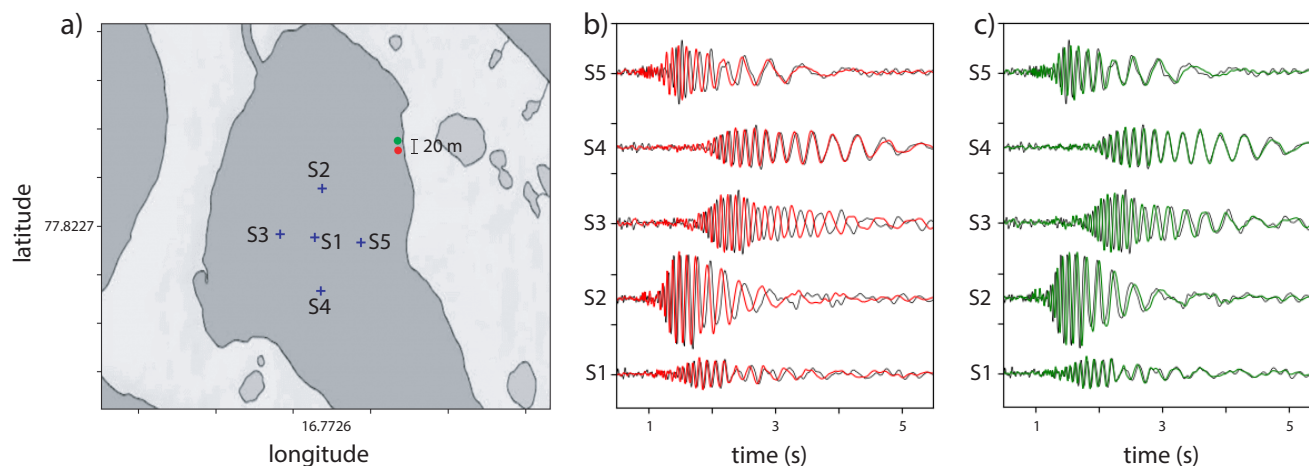 a)
S2
S3
S1
S5
S4
20 m
77.8227
latitude
16.7726
longitude
b)
S5
S4
S3
S2
S1
1
3
5
time (s)
c)
S5
S4
S3
S2
S1
1
3
5
time (s)